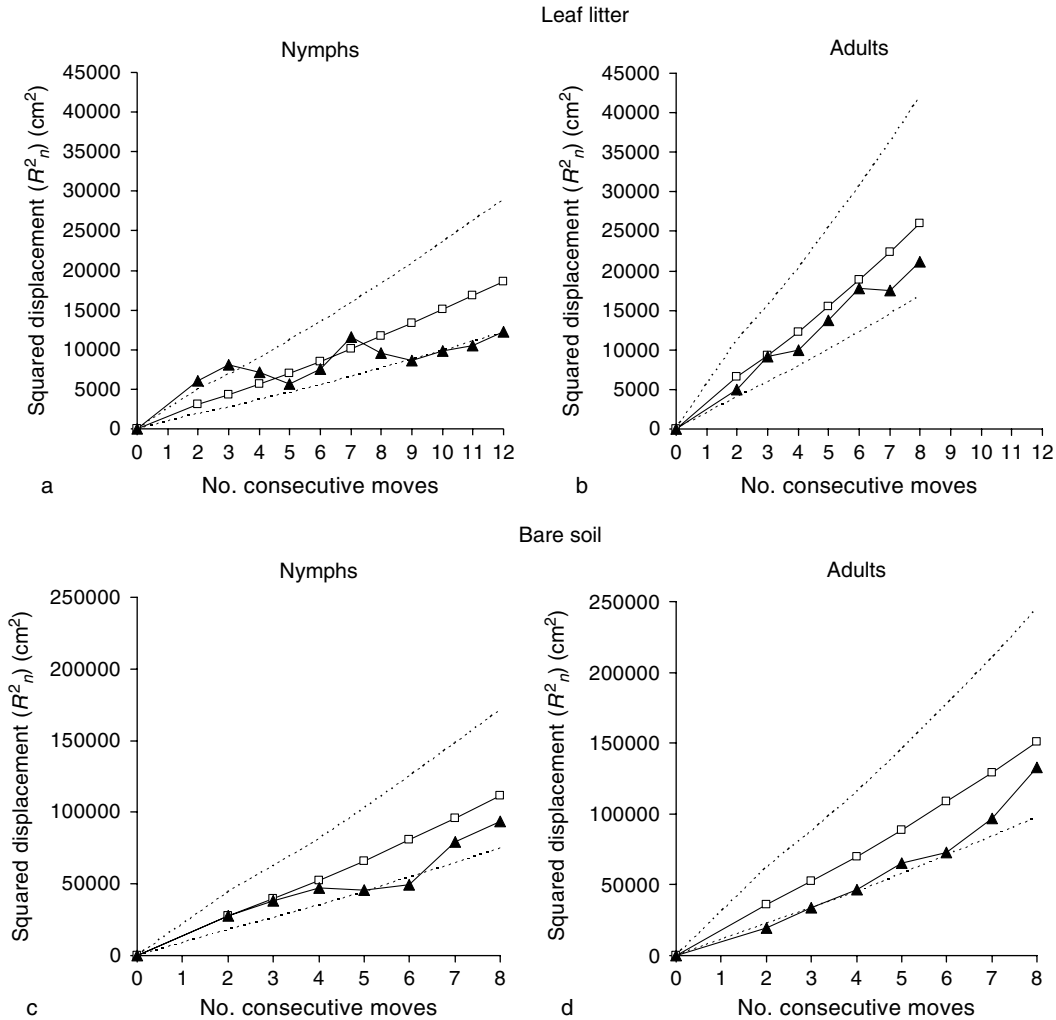 Leaf litter
Nymphs
45000
40000
35000
30000
25000
20000
15000
10000
5000
0
0 1 2 3 4 5 6 7 8 9 10 11 12
Squared displacement (R²ₙ) (cm²)
No. consecutive moves
a
Adults
45000
40000
35000
30000
25000
20000
15000
10000
5000
0
0 1 2 3 4 5 6 7 8 9 10 11 12
Squared displacement (R²ₙ) (cm²)
No. consecutive moves
b
Bare soil
Nymphs
250000
200000
150000
100000
50000
0
0 1 2 3 4 5 6 7 8
Squared displacement (R²ₙ) (cm²)
No. consecutive moves
c
Adults
250000
200000
150000
100000
50000
0
0 1 2 3 4 5 6 7 8
Squared displacement (R²ₙ) (cm²)
No. consecutive moves
d